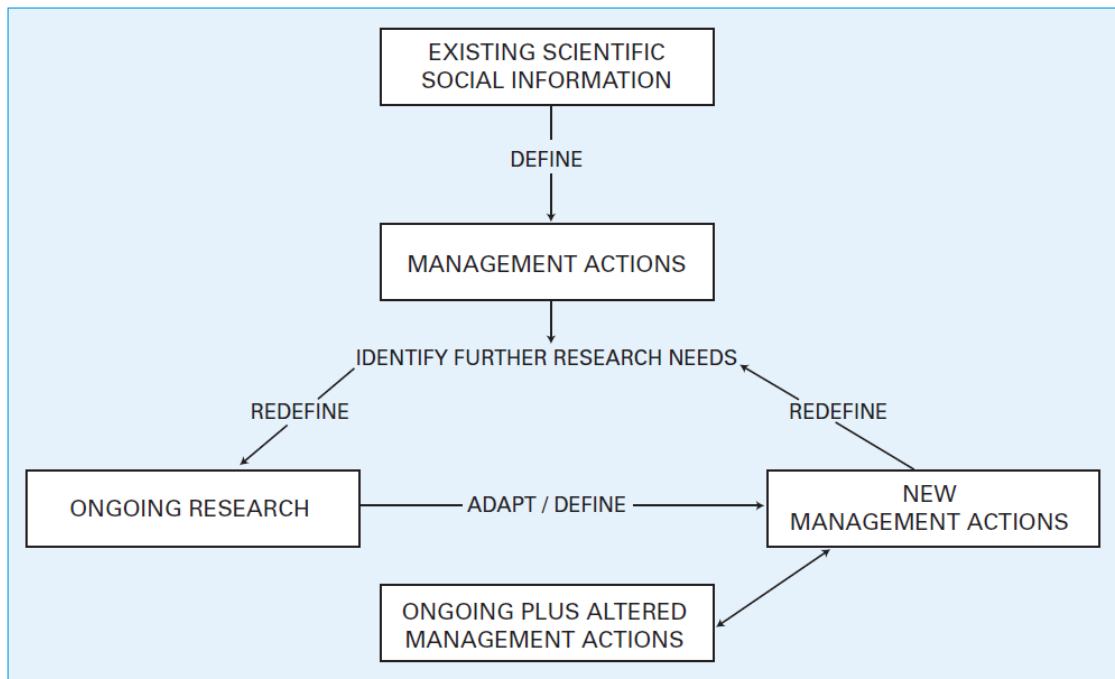 EXISTING SCIENTIFIC
SOCIAL INFORMATION
DEFINE
MANAGEMENT ACTIONS
IDENTIFY FURTHER RESEARCH NEEDS
REDEFINE
REDEFINE
ONGOING RESEARCH
ADAPT / DEFINE
NEW
MANAGEMENT ACTIONS
ONGOING PLUS ALTERED
MANAGEMENT ACTIONS